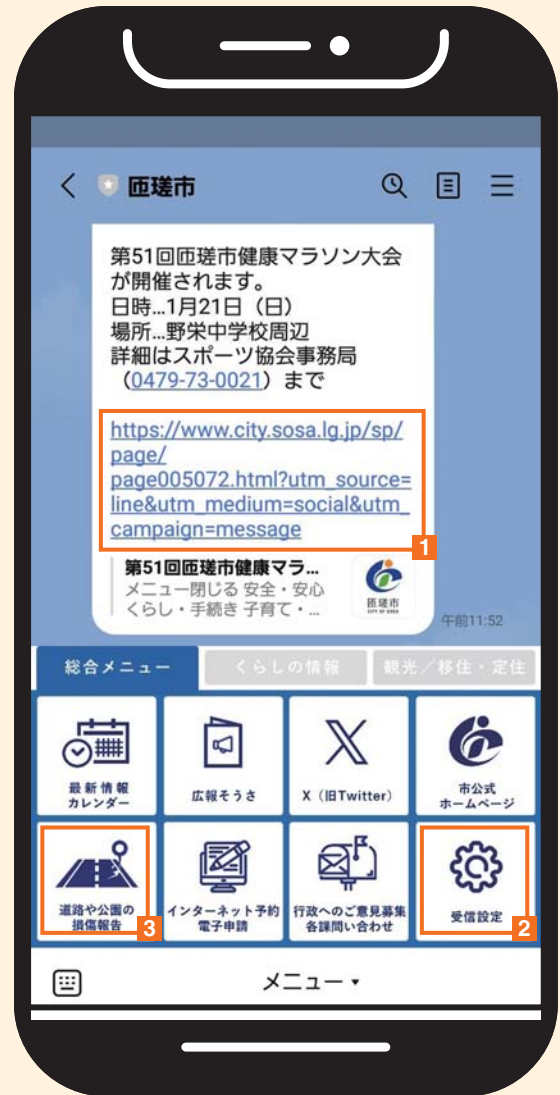 匝瑳市
第51回匝瑳市健康マラソン大会
が開催されます。
日時…1月21日（日）
場所…野栄中学校周辺
詳細はスポーツ協会事務局
（0479-73-0021）まで
https://www.city.sosa.lg.jp/sp/
page/
page005072.html?utm_source=
line&utm_medium=social&utm_
campaign=message
1
第51回匝瑳市健康マラ...
メニュー閉じる 安全・安心
くらし・手続き 子育て・...
匝瑳市
CITY OF SOSA
午前11:52
総合メニュー
くらしの情報
観光／移住・定住
最新情報
カレンダー
広報そうさ
X（旧Twitter）
市公式
ホームページ
道路や公園の
損傷報告
3
インターネット予約
電子申請
行政へのご意見募集
各課問い合わせ
受信設定
2
メニュー▼